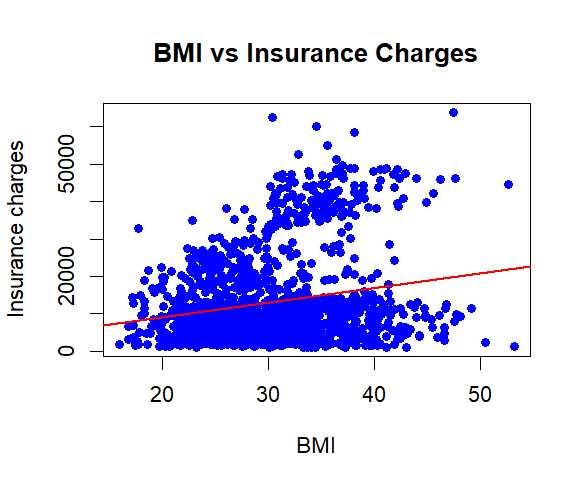 BMI vs Insurance Charges
Insurance charges
50000
20000
0
20 30 40 50
BMI